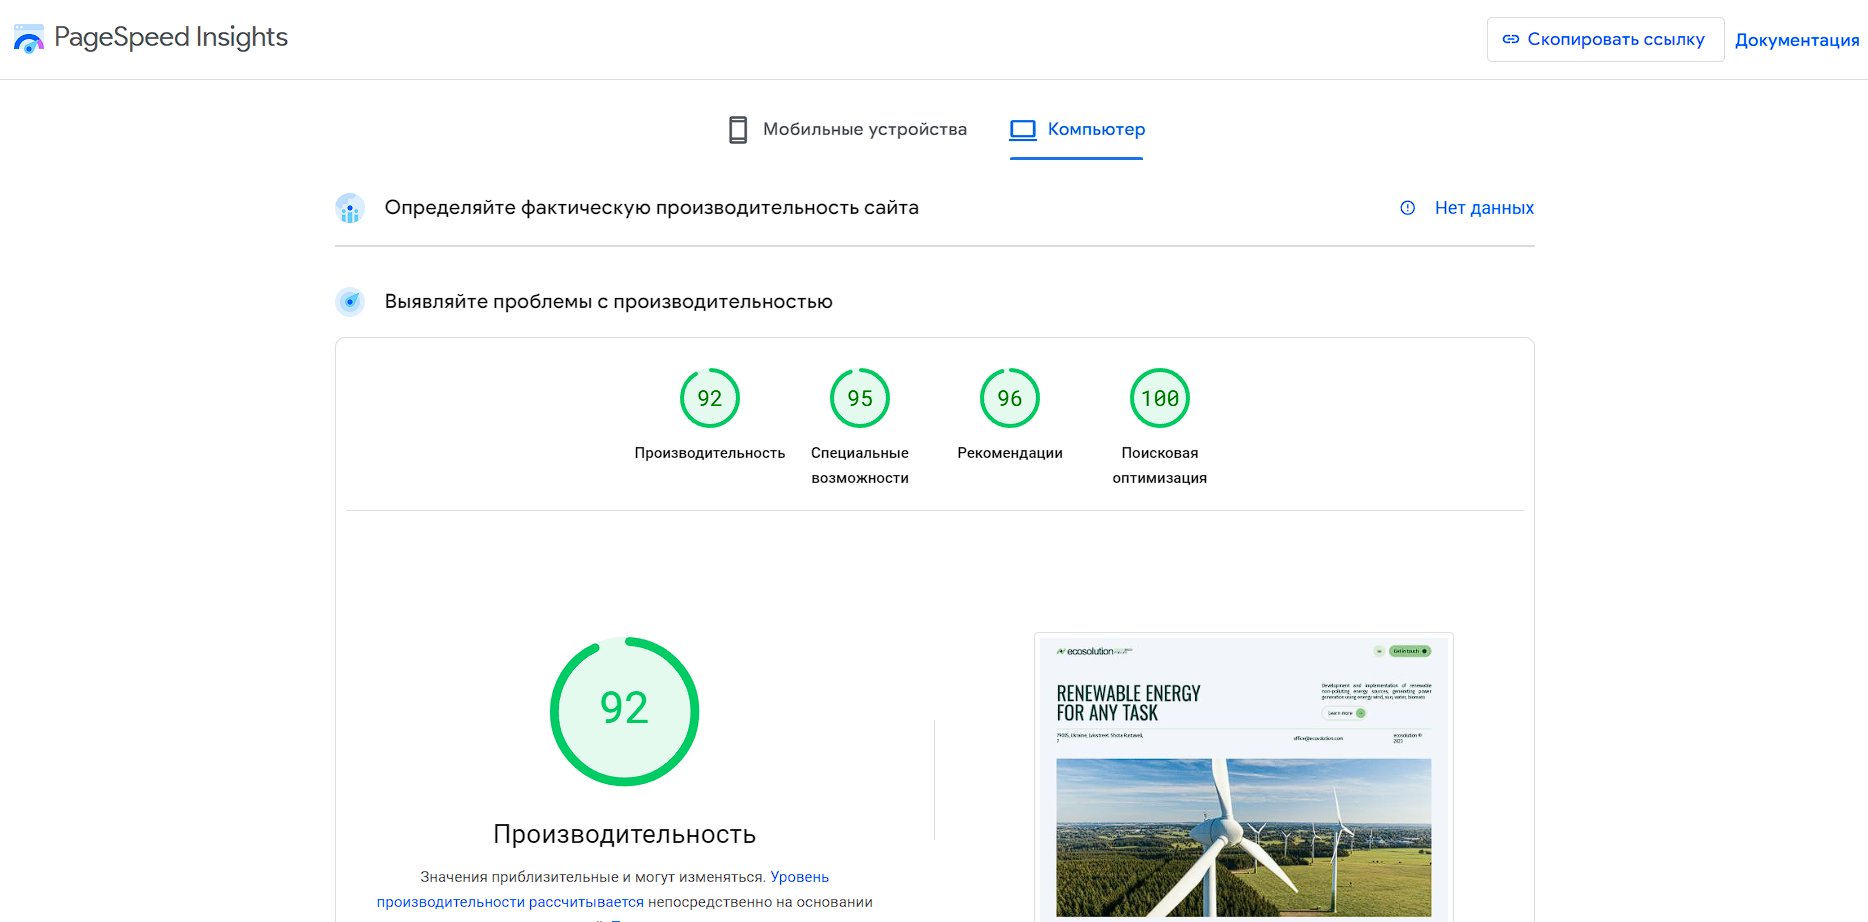 PageSpeed Insights
Скопировать ссылку
Документация
Мобильные устройства
Компьютер
Определяйте фактическую производительность сайта
Нет данных
Выявляйте проблемы с производительностью
92
95
96
100
Производительность
Специальные
возможности
Рекомендации
Поисковая
оптимизация
92
Производительность
Значения приблизительные и могут изменяться. Уровень
производительности рассчитывается непосредственно на основании
ecosolution
Get in touch
RENEWABLE ENERGY
FOR ANY TASK
Development and implementation of renewable
non-polluting energy sources, generating power
generation using energy wind, sun, water, biomass
Learn more
79005, Ukraine, Lvivstreet. Shota Rustaveli,
7
office@ecosolution.com
ecosolution ©
2023